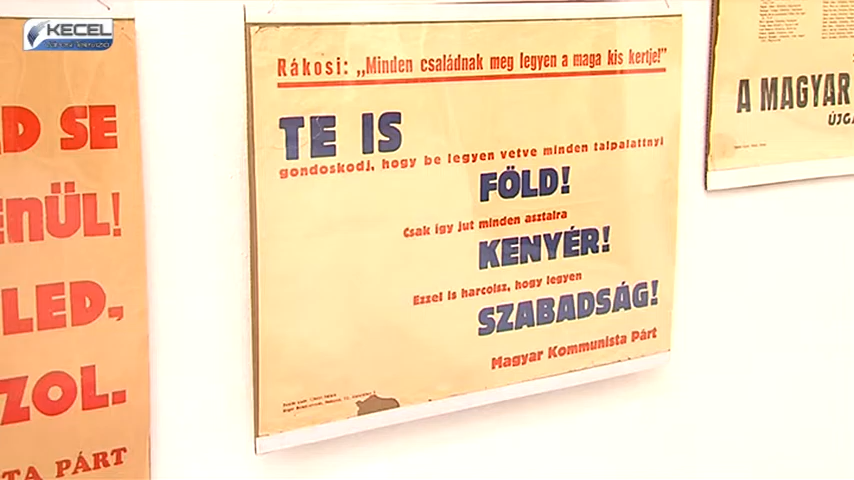 KECEL
D SE
ENÜL!
LED,
ZOL.
TA PÁRT
Rákosi: „Minden családnak meg legyen a maga kis kertje!"
TE IS
gondoskodj, hogy be legyen vetve minden talpalattnyi
FÖLD!
Csak igy jut minden asztalra
KENYÉR!
Ezzel is harcolsz, hogy legyen
SZABADSÁG!
Magyar Kommunista Párt
A MAGYAR
ÚJGA